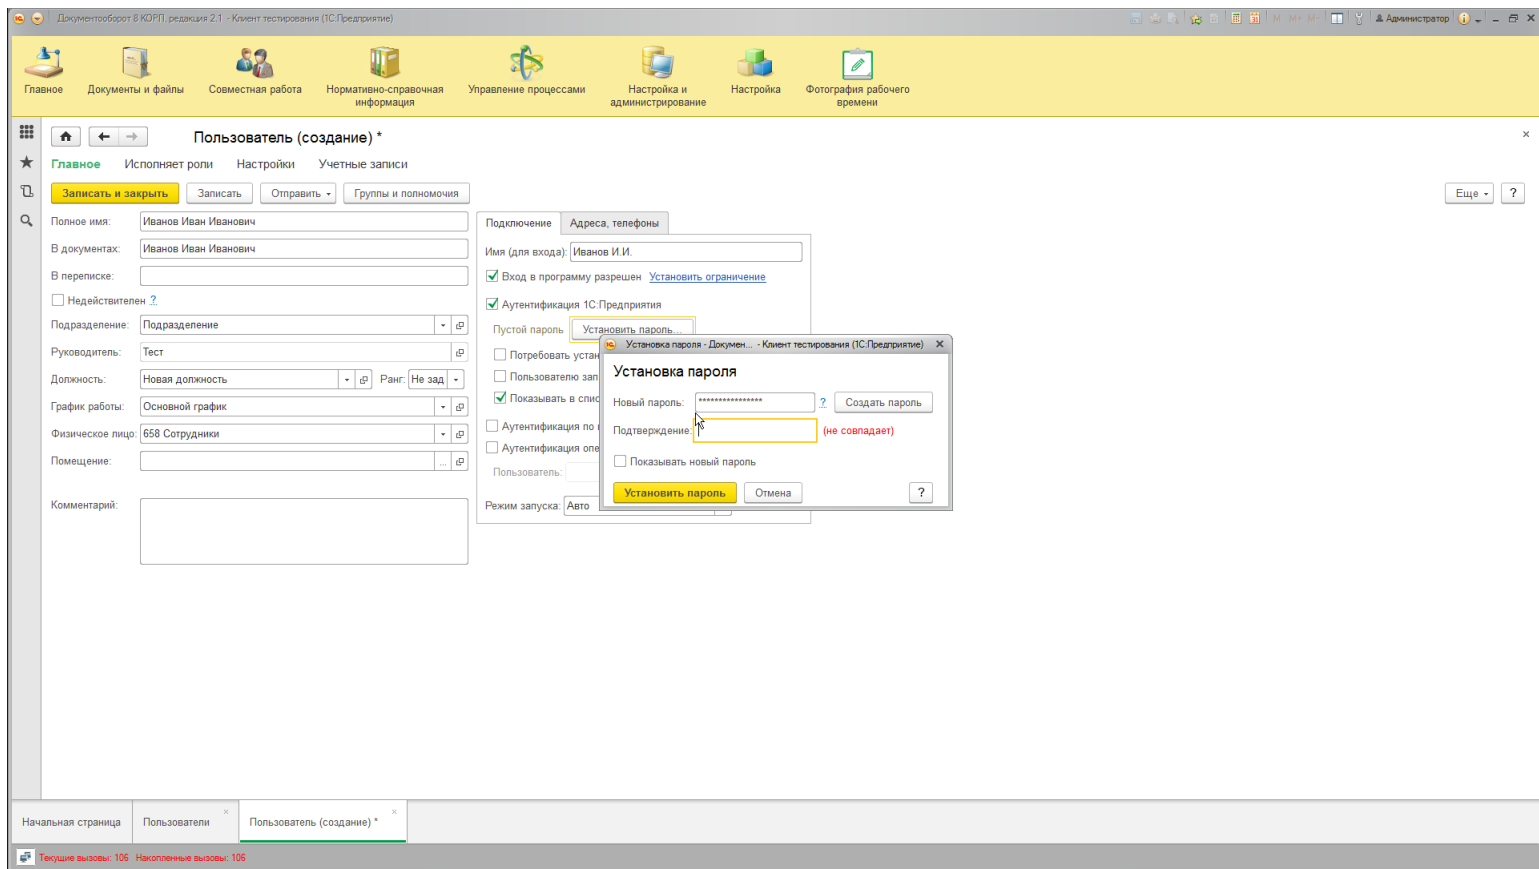 Документооборот 8 КОРП, редакция 2.1 - Клиент тестирования (1С:Предприятие)
M M+ M- Администратор
Главное
Документы и файлы
Совместная работа
Нормативно-справочная
информация
Управление процессами
Настройка и
администрирование
Настройка
Фотография рабочего
времени
Пользователь (создание) *
Главное Исполняет роли Настройки Учетные записи
Записать и закрыть Записать Отправить Группы и полномочия Еще ?
Полное имя: Иванов Иван Иванович
В документах: Иванов Иван Иванович
В переписке:
Недействителен ?
Подразделение: Подразделение
Руководитель: Тест
Должность: Новая должность Ранг: Не зад
График работы: Основной график
Физическое лицо: 658 Сотрудники
Помещение: ...
Комментарий:
Подключение Адреса, телефоны
Имя (для входа): Иванов И.И.
Вход в программу разрешен Установить ограничение
Аутентификация 1С:Предприятия
Пустой пароль Установить пароль...
Потребовать устан
Пользователю зап
Показывать в спис
Аутентификация по
Аутентификация опе
Пользователь:
Режим запуска: Авто
Установка пароля - Докумен... - Клиент тестирования (1С:Предприятие)
Установка пароля
Новый пароль: *************** ? Создать пароль
Подтверждение: (не совпадает)
Показывать новый пароль
Установить пароль Отмена ?
Начальная страница Пользователи Пользователь (создание) *
Текущие вызовы: 106 Накопленные вызовы: 106